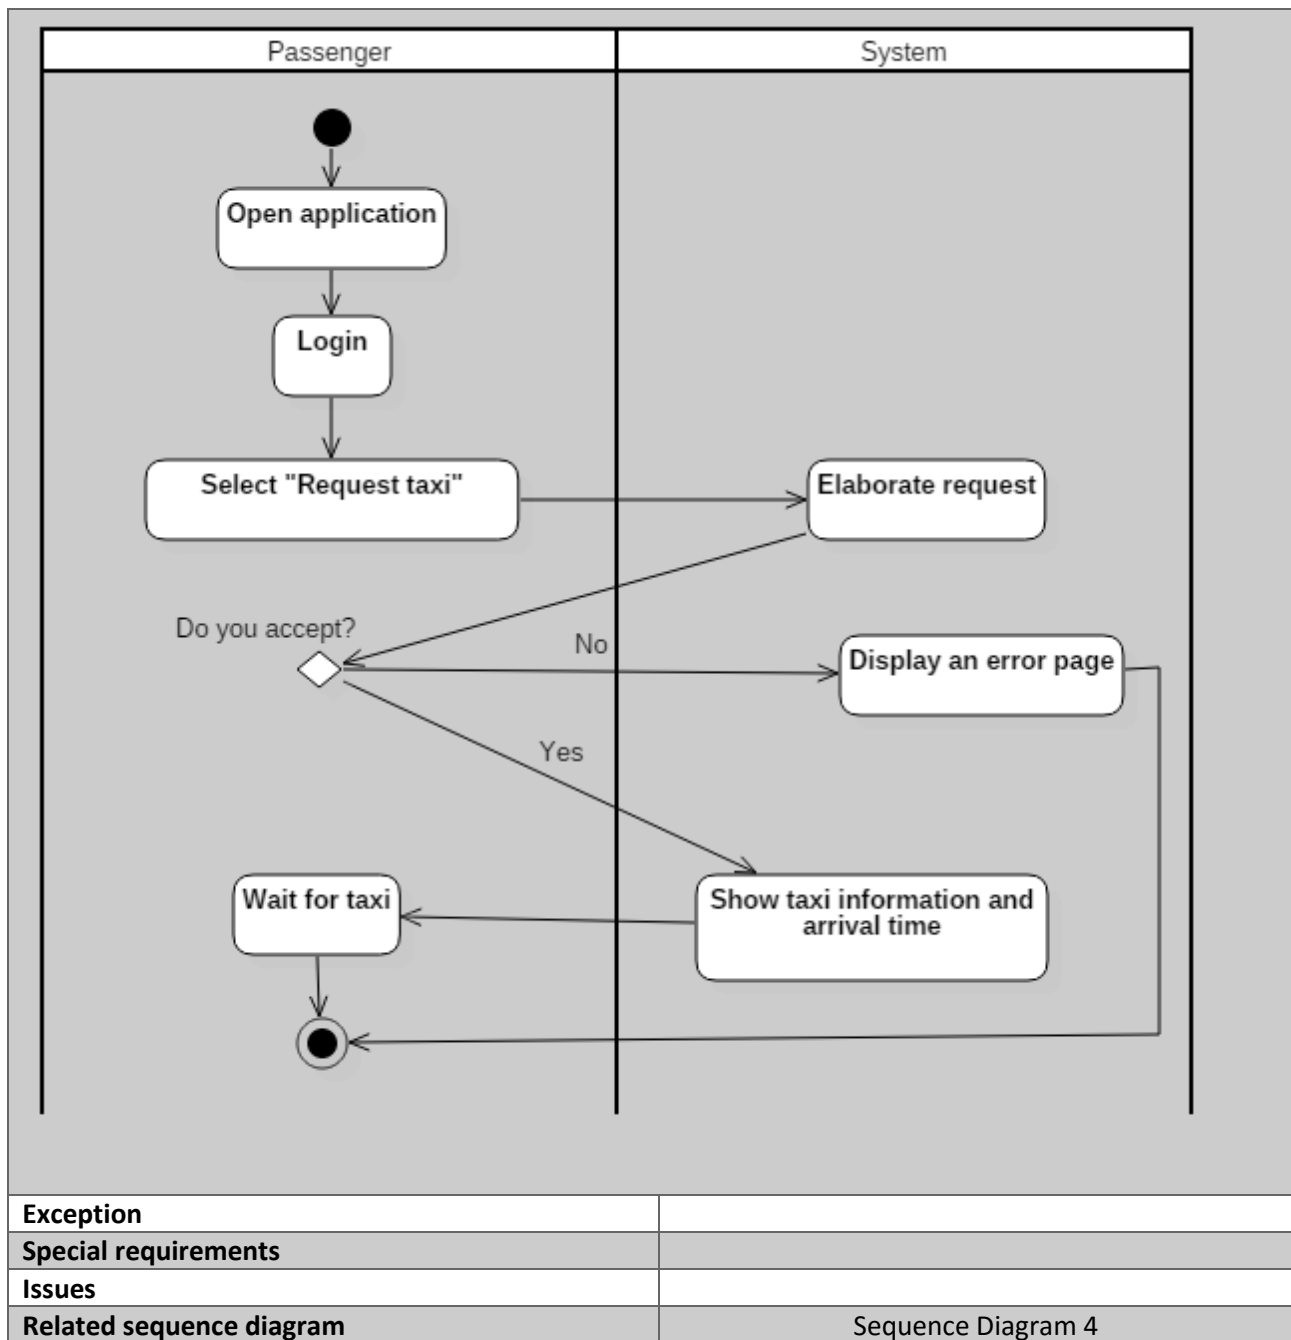 Passenger
System
Open application
Login
Select "Request taxi"
Elaborate request
Do you accept?
No
Display an error page
Yes
Wait for taxi
Show taxi information and
arrival time
Exception
Special requirements
Issues
Related sequence diagram
Sequence Diagram 4